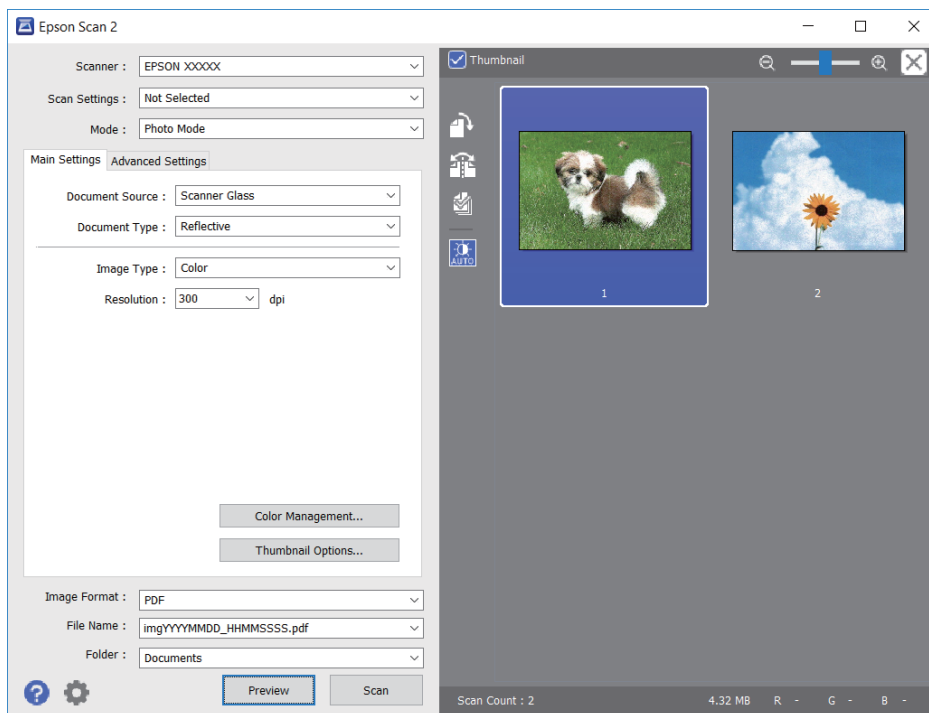 Epson Scan 2
Scanner : EPSON XXXXX
Scan Settings : Not Selected
Mode : Photo Mode
Main Settings Advanced Settings
Document Source : Scanner Glass
Document Type : Reflective
Image Type : Color
Resolution : 300 dpi
Color Management...
Thumbnail Options...
Image Format : PDF
File Name : imgYYYYMMDD_HHMMSSSS.pdf
Folder : Documents
? Preview Scan
Thumbnail
AUTO
1 2
Scan Count : 2 4.32 MB R - G - B -